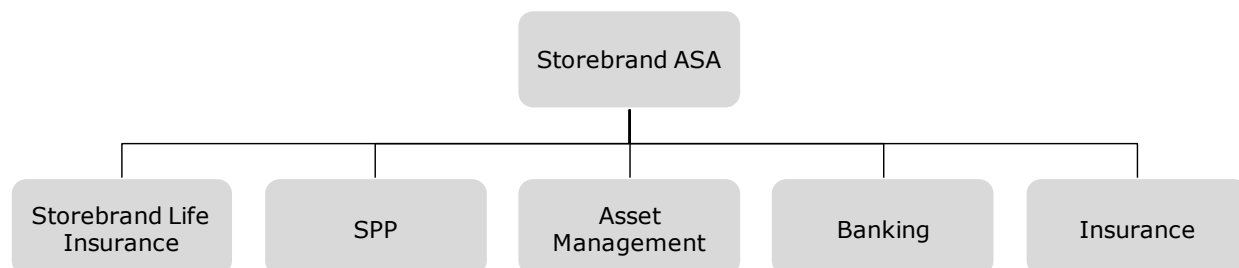 Storebrand ASA
Storebrand Life
Insurance
SPP
Asset
Management
Banking
Insurance